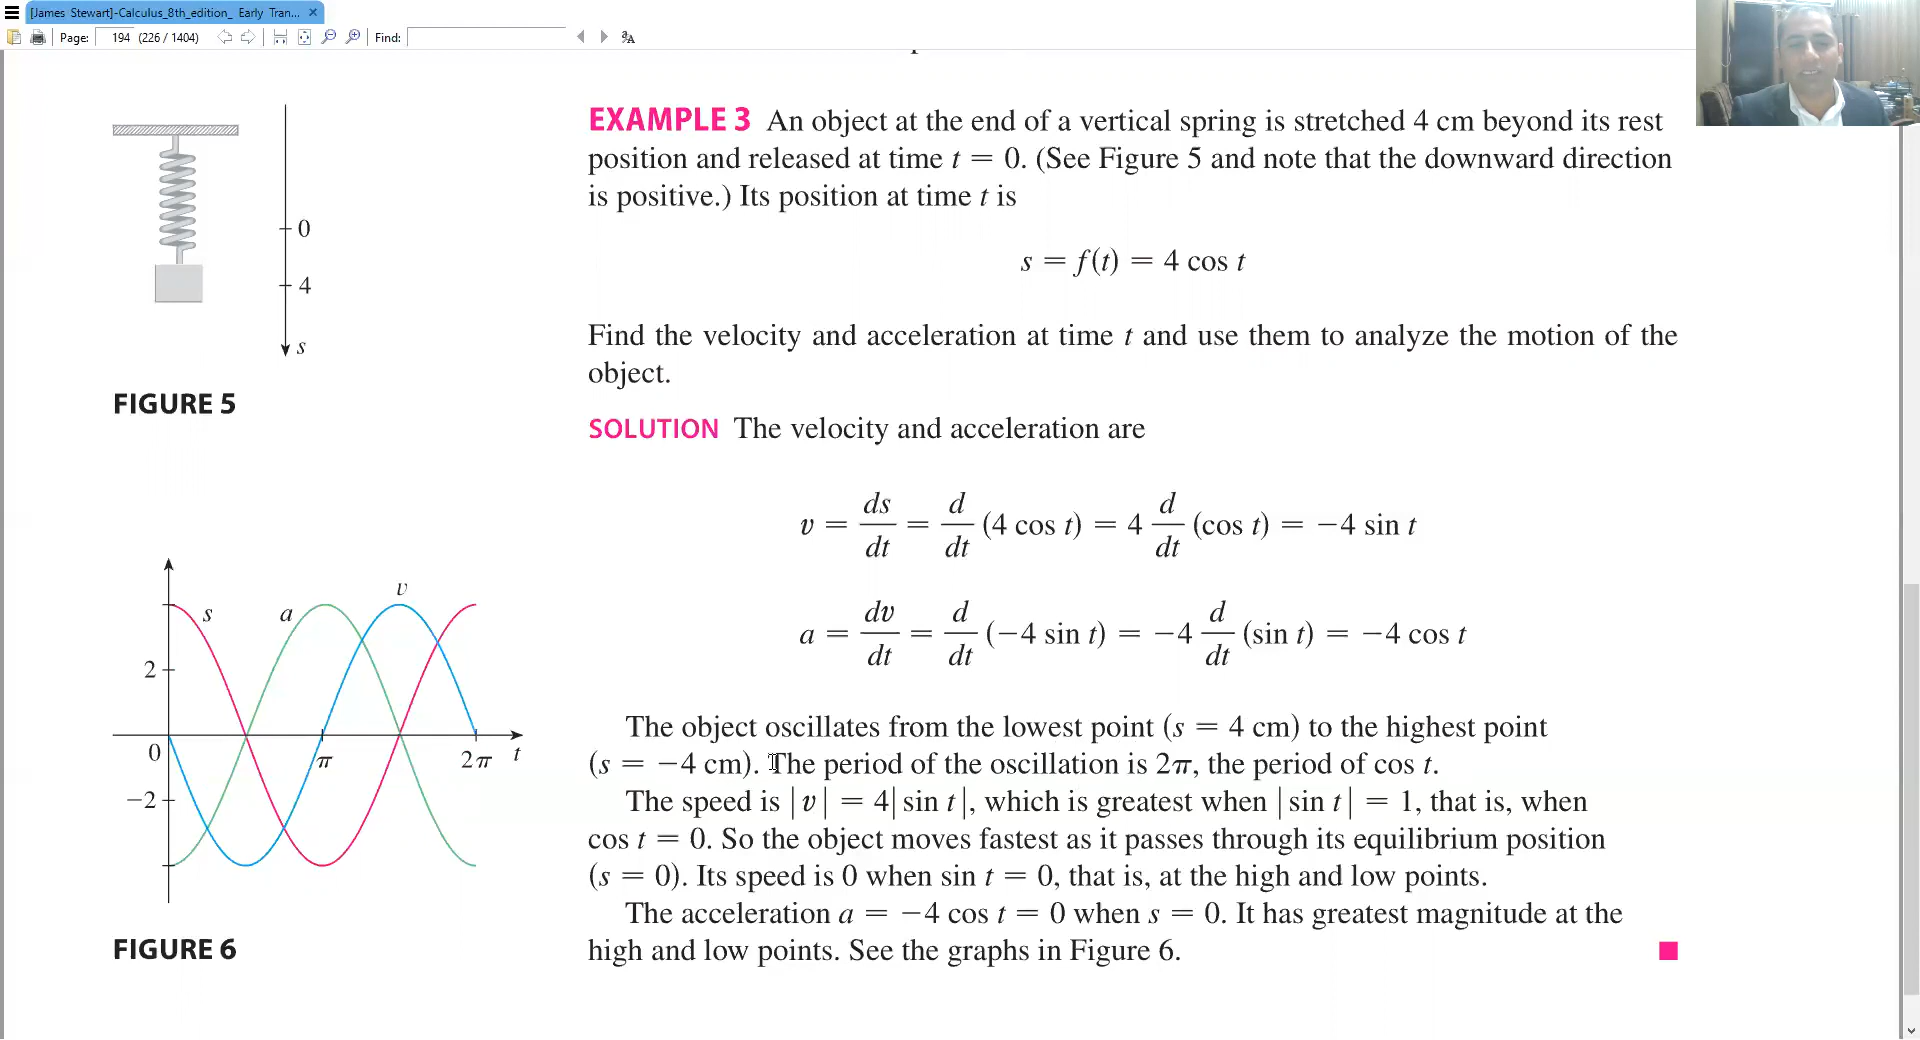 [James Stewart]-Calculus_8th_edition_ Early Tran... ×
Page: 194 (226 / 1404) Find:
0
4
s
FIGURE 5
EXAMPLE 3 An object at the end of a vertical spring is stretched 4 cm beyond its rest
position and released at time t = 0. (See Figure 5 and note that the downward direction
is positive.) Its position at time t is
s = f(t) = 4 cos t
Find the velocity and acceleration at time t and use them to analyze the motion of the
object.
SOLUTION The velocity and acceleration are
v = ds/dt = d/dt (4 cos t) = 4 d/dt (cos t) = −4 sin t
a = dv/dt = d/dt (−4 sin t) = −4 d/dt (sin t) = −4 cos t
s a v
2
0 π 2π t
−2
FIGURE 6
The object oscillates from the lowest point (s = 4 cm) to the highest point
(s = −4 cm). The period of the oscillation is 2π, the period of cos t.
The speed is |v| = 4|sin t|, which is greatest when |sin t| = 1, that is, when
cos t = 0. So the object moves fastest as it passes through its equilibrium position
(s = 0). Its speed is 0 when sin t = 0, that is, at the high and low points.
The acceleration a = −4 cos t = 0 when s = 0. It has greatest magnitude at the
high and low points. See the graphs in Figure 6.